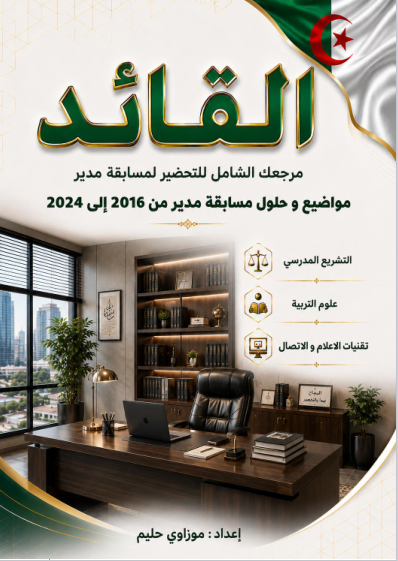 القائد
مرجعك الشامل للتحضير لمسابقة مدير
مواضيع و حلول مسابقة مدير من 2016 إلى 2024
التشريع المدرسي
علوم التربية
تقنيات الاعلام و الاتصال
إعداد : موزاوي حليم